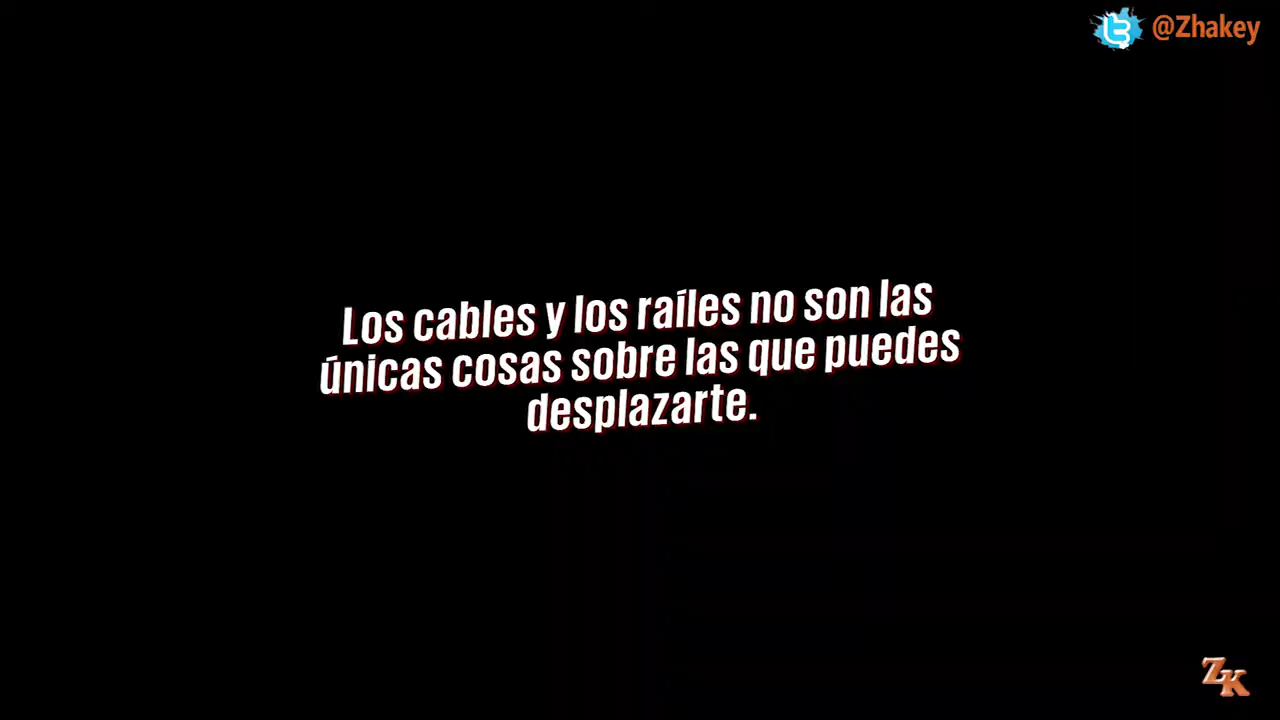 @Zhakey
Los cables y los raíles no son las
únicas cosas sobre las que puedes
desplazarte.
ZK